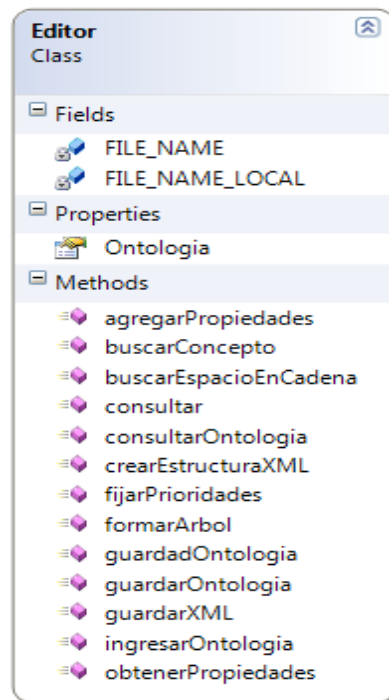 Editor
Class
Fields
FILE_NAME
FILE_NAME_LOCAL
Properties
Ontologia
Methods
agregarPropiedades
buscarConcepto
buscarEspacioEnCadena
consultar
consultarOntologia
crearEstructuraXML
fijarPrioridades
formarArbol
guardadOntologia
guardarOntologia
guardarXML
ingresarOntologia
obtenerPropiedades